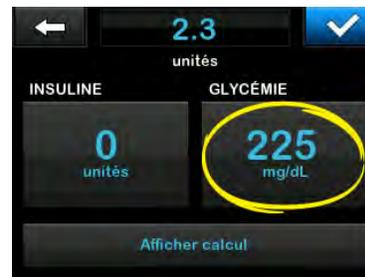 2.3
unités
INSULINE GLYCÉMIE
0 225
unités mg/dL
Afficher calcul